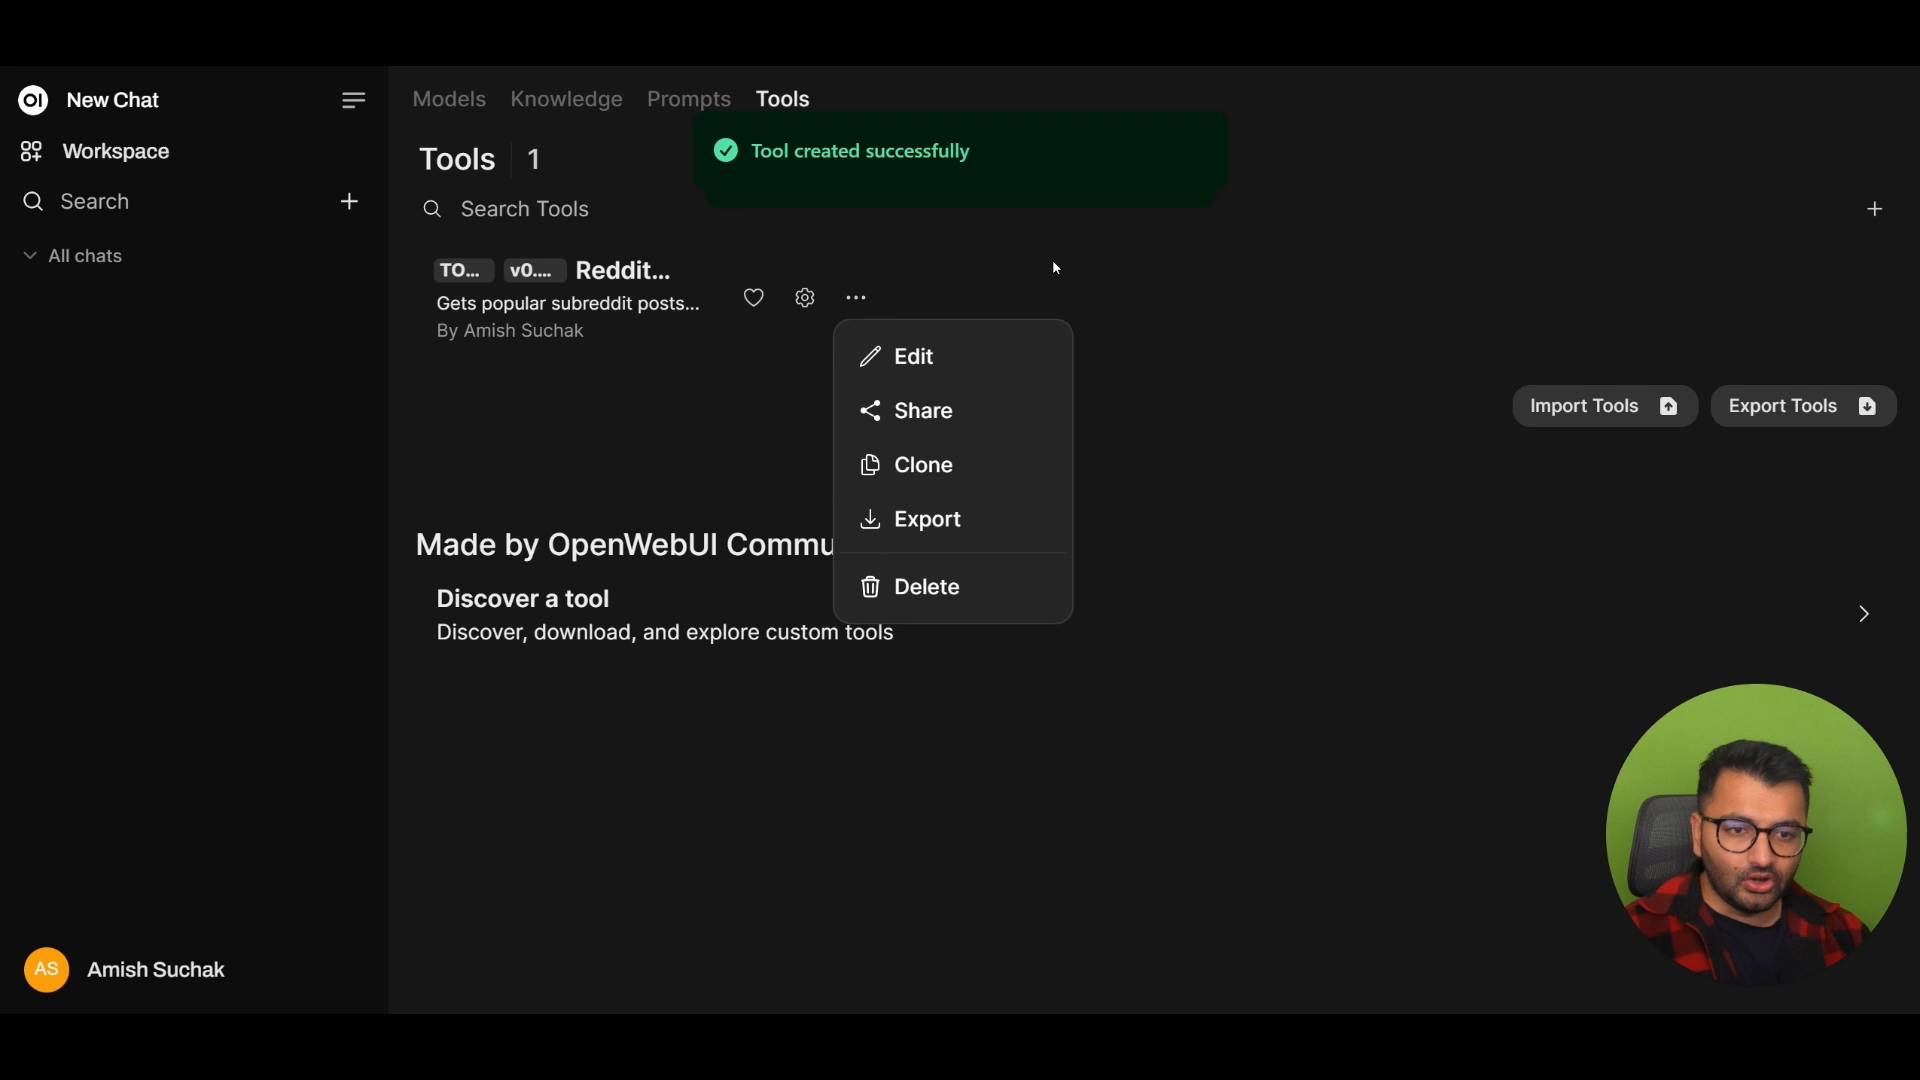 OI New Chat
Workspace
Search
All chats
Models Knowledge Prompts Tools
Tool created successfully
Tools 1
Search Tools
TO... v0.... Reddit...
Gets popular subreddit posts...
By Amish Suchak
Edit
Share
Clone
Export
Delete
Import Tools Export Tools
Made by OpenWebUI Commu
Discover a tool
Discover, download, and explore custom tools
AS Amish Suchak